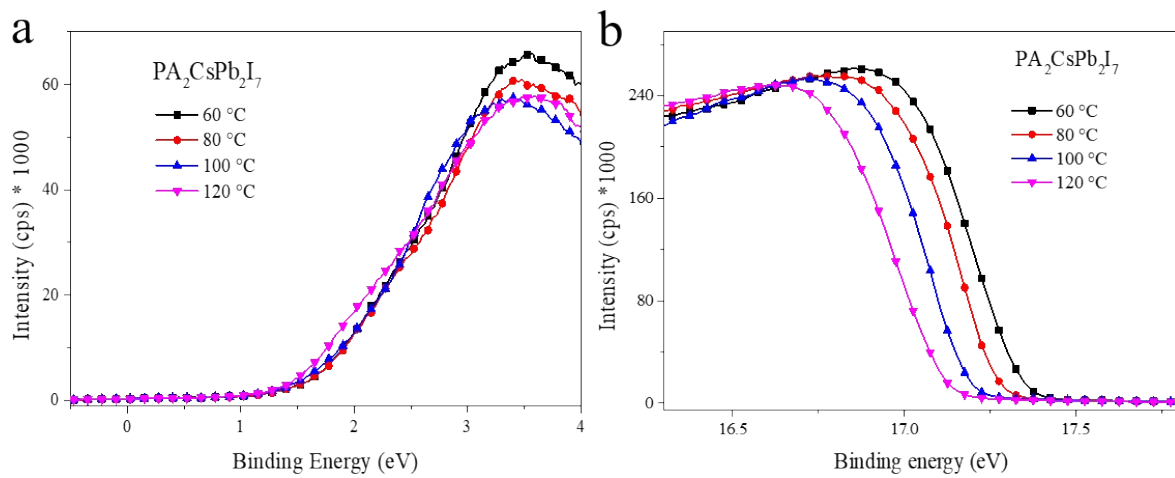 a
PA₂CsPb₂I₇
60 °C
80 °C
100 °C
120 °C
60
40
20
0
Intensity (cps) * 1000
0
1
2
3
4
Binding Energy (eV)
b
PA₂CsPb₂I₇
60 °C
80 °C
100 °C
120 °C
240
160
80
0
Intensity (cps) *1000
16.5
17.0
17.5
Binding energy (eV)